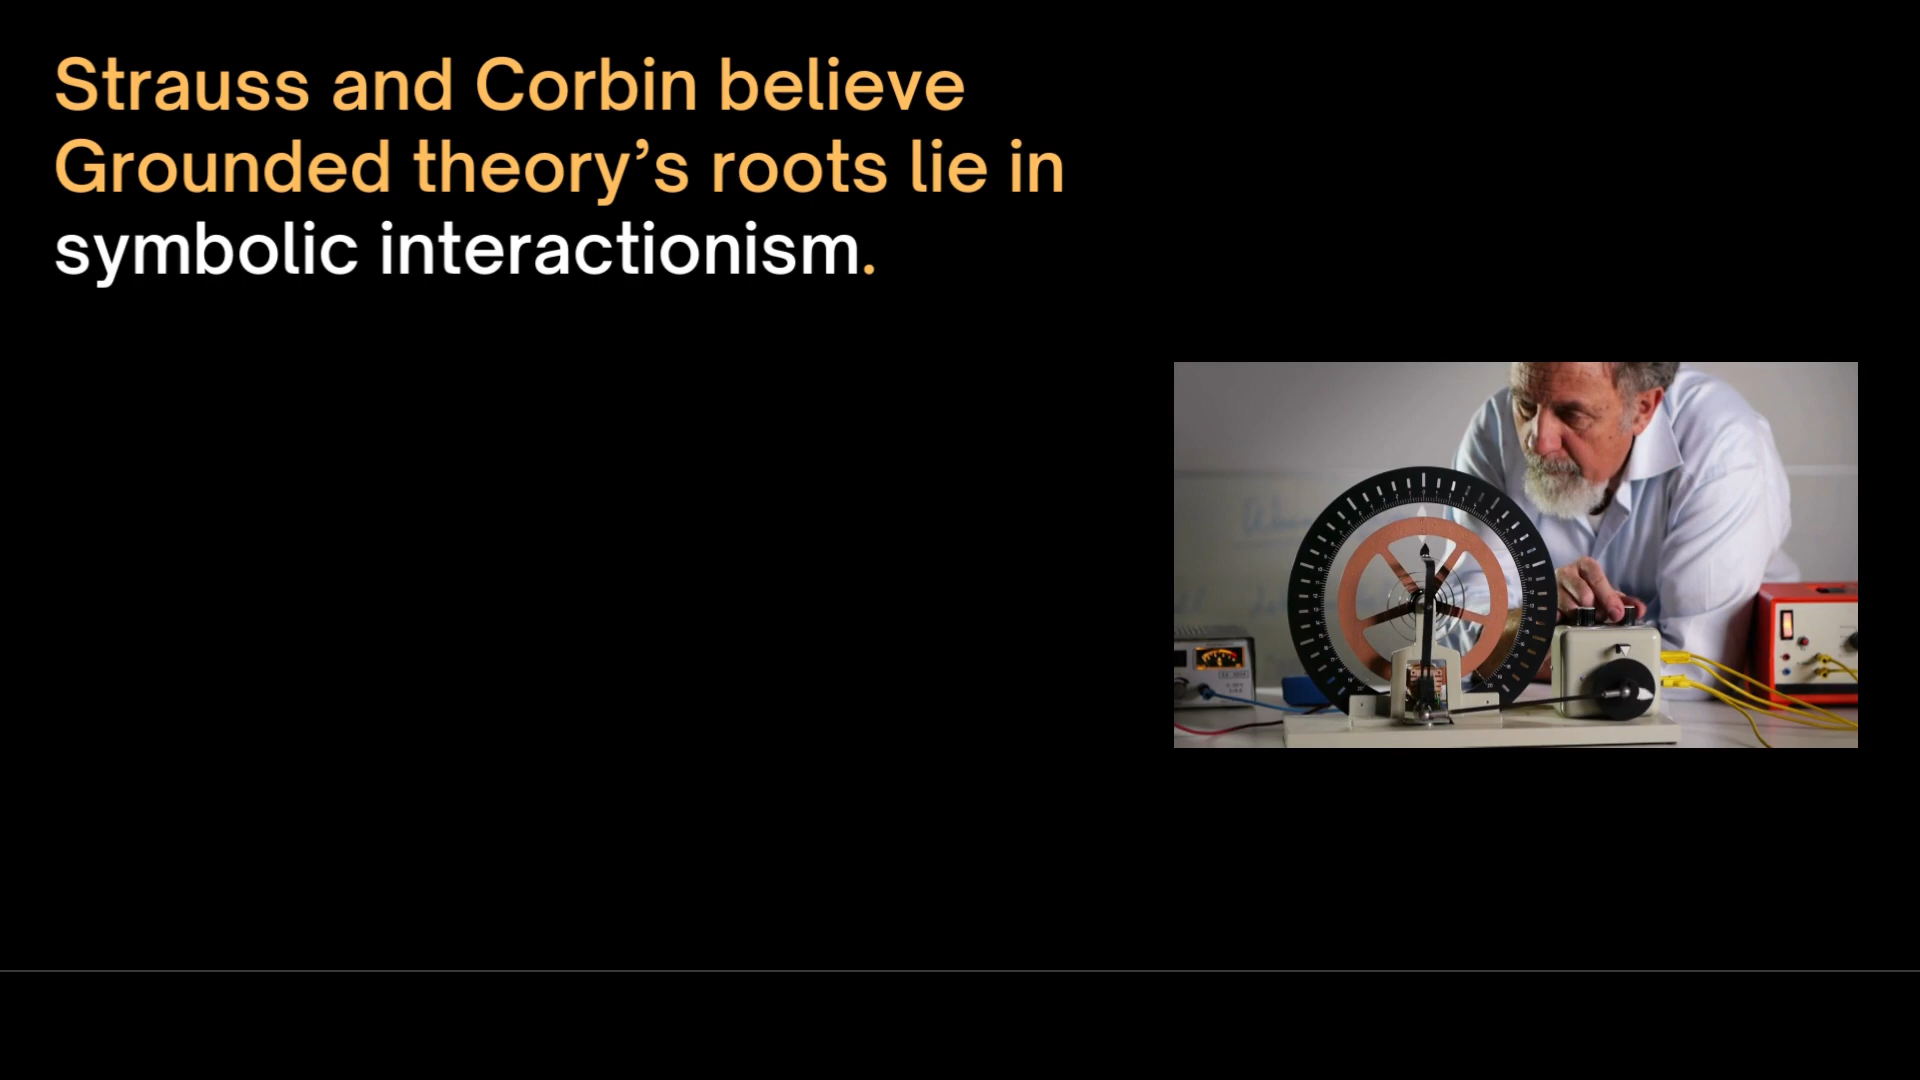 Strauss and Corbin believe
Grounded theory’s roots lie in
symbolic interactionism.